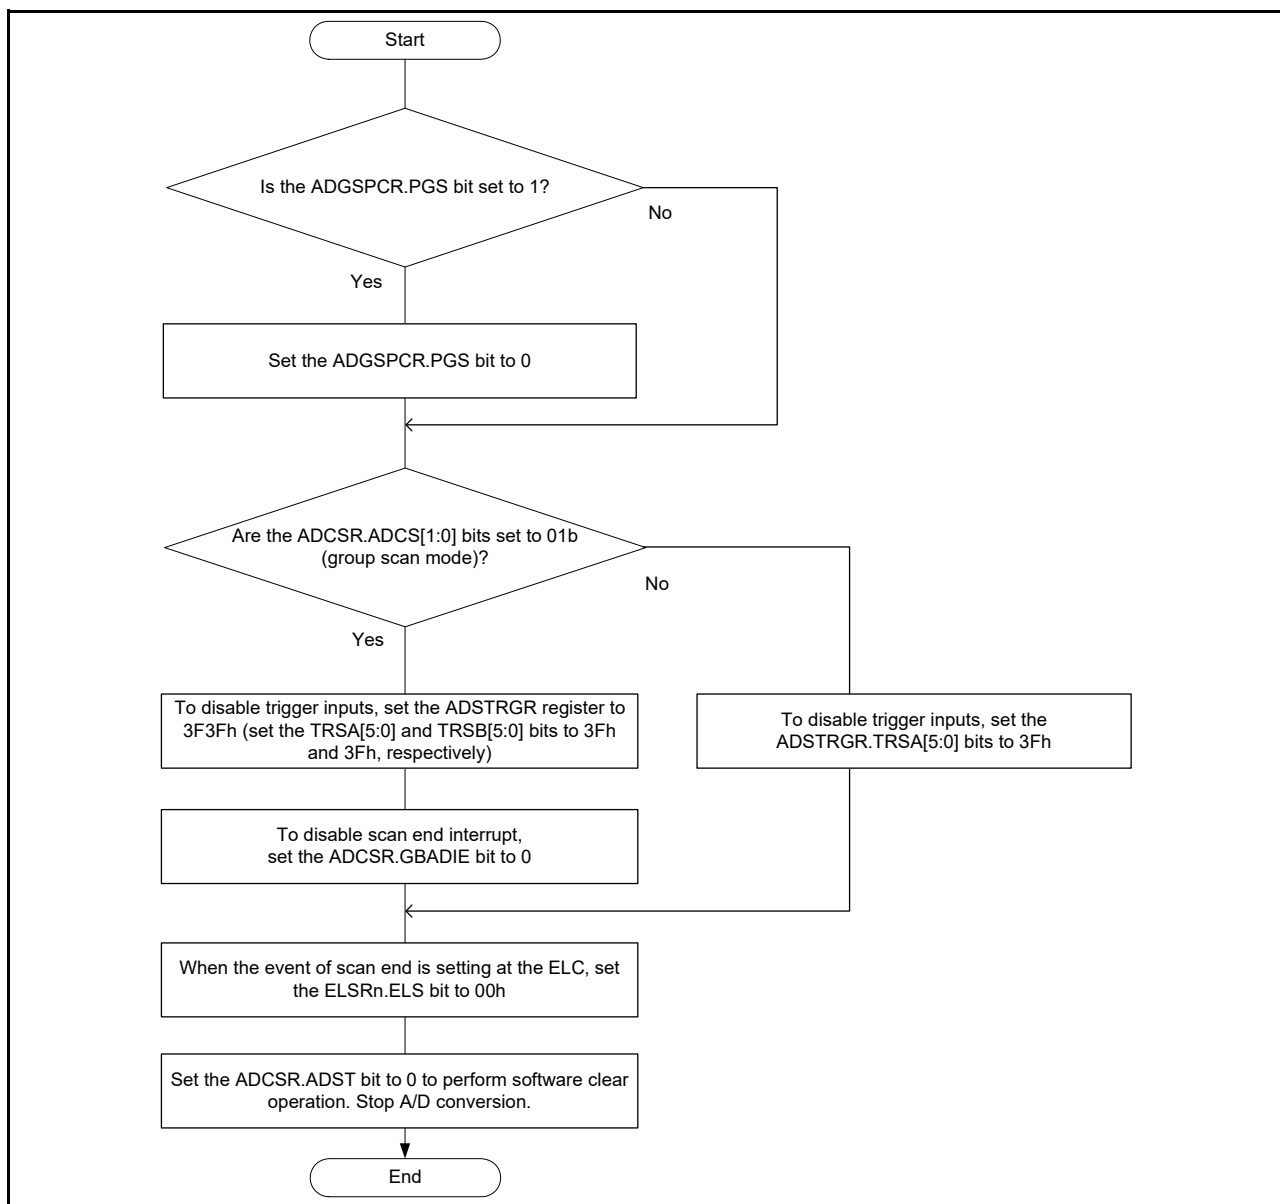 Start
Is the ADGSPCR.PGS bit set to 1?
No
Yes
Set the ADGSPCR.PGS bit to 0
Are the ADCSR.ADCS[1:0] bits set to 01b
(group scan mode)?
No
Yes
To disable trigger inputs, set the ADSTRGR register to
3F3Fh (set the TRSA[5:0] and TRSB[5:0] bits to 3Fh
and 3Fh, respectively)
To disable trigger inputs, set the
ADSTRGR.TRSA[5:0] bits to 3Fh
To disable scan end interrupt,
set the ADCSR.GBADIE bit to 0
When the event of scan end is setting at the ELC, set
the ELSRn.ELS bit to 00h
Set the ADCSR.ADST bit to 0 to perform software clear
operation. Stop A/D conversion.
End